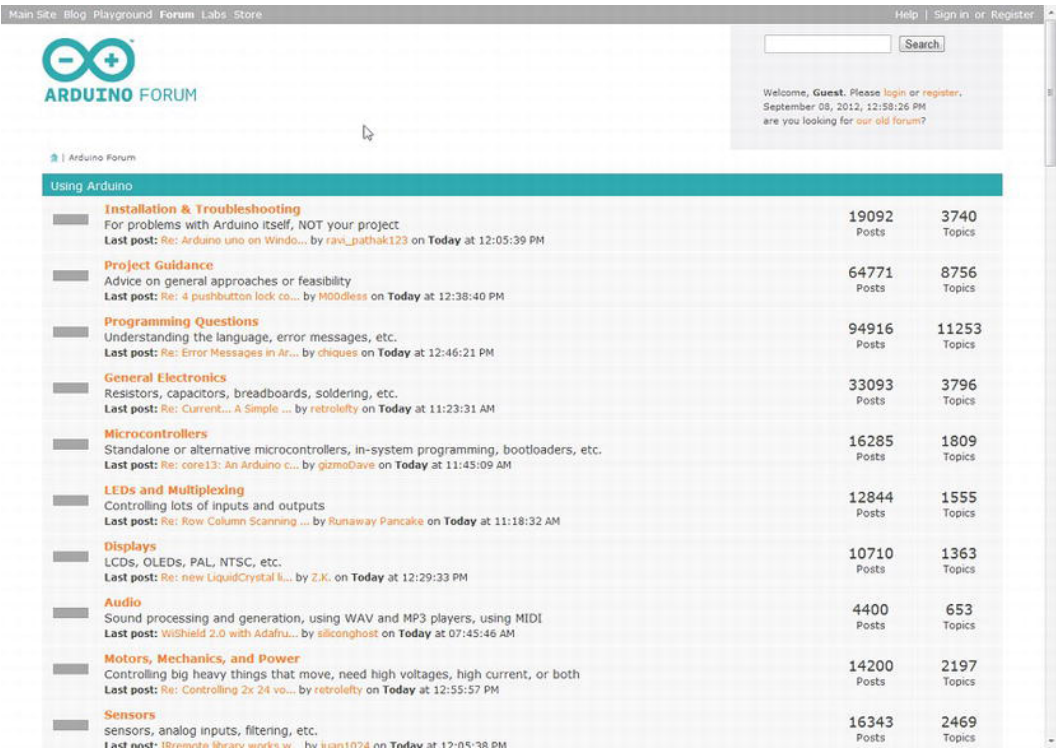 Main Site Blog Playground Forum Labs Store
Help | Sign in or Register
ARDUINO FORUM
Search
Welcome, Guest. Please login or register.
September 08, 2012, 12:58:26 PM
are you looking for our old forum?
| Arduino Forum
Using Arduino
Installation & Troubleshooting
For problems with Arduino itself, NOT your project
Last post: Re: Arduino uno on Windo... by ravi_pathak123 on Today at 12:05:39 PM
19092 3740
Posts Topics
Project Guidance
Advice on general approaches or feasibility
Last post: Re: 4 pushbutton lock co... by M00dless on Today at 12:38:40 PM
64771 8756
Posts Topics
Programming Questions
Understanding the language, error messages, etc.
Last post: Re: Error Messages in Ar... by chiques on Today at 12:46:21 PM
94916 11253
Posts Topics
General Electronics
Resistors, capacitors, breadboards, soldering, etc.
Last post: Re: Current... A Simple ... by retrolefty on Today at 11:23:31 AM
33093 3796
Posts Topics
Microcontrollers
Standalone or alternative microcontrollers, in-system programming, bootloaders, etc.
Last post: Re: core13: An Arduino c... by gizmoDave on Today at 11:45:09 AM
16285 1809
Posts Topics
LEDs and Multiplexing
Controlling lots of inputs and outputs
Last post: Re: Row Column Scanning ... by Runaway Pancake on Today at 11:18:32 AM
12844 1555
Posts Topics
Displays
LCDs, OLEDs, PAL, NTSC, etc.
Last post: Re: new LiquidCrystal li... by Z.K. on Today at 12:29:33 PM
10710 1363
Posts Topics
Audio
Sound processing and generation, using WAV and MP3 players, using MIDI
Last post: WiShield 2.0 with Adafru... by siliconghost on Today at 07:45:46 AM
4400 653
Posts Topics
Motors, Mechanics, and Power
Controlling big heavy things that move, need high voltages, high current, or both
Last post: Re: Controlling 2x 24 vo... by retrolefty on Today at 12:55:57 PM
14200 2197
Posts Topics
Sensors
sensors, analog inputs, filtering, etc.
Last post: IRremote library works w... by juan1024 on Today at 12:05:38 PM
16343 2469
Posts Topics